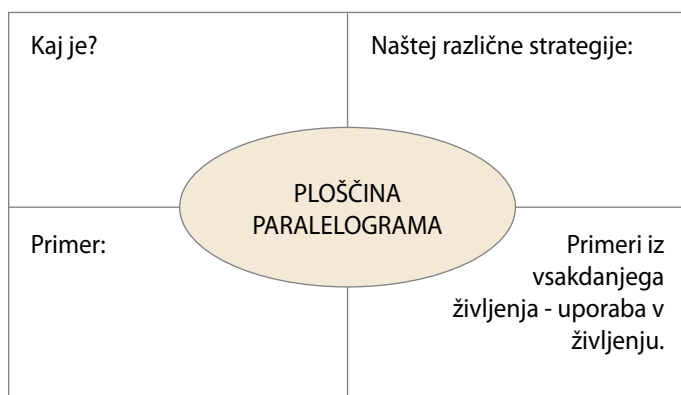 Kaj je?
Naštej različne strategije:
PLOŠČINA
PARALELOGRAMA
Primer:
Primeri iz
vsakdanjega
življenja - uporaba v
življenju.